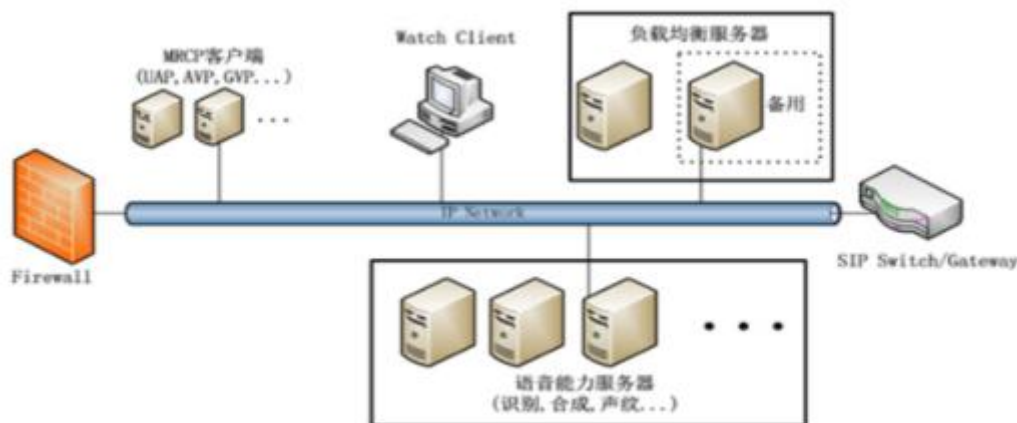 Watch Client
负载均衡服务器
MRCP客户端
(UAP,AVP,GVP...)
...
备用
IP Network
Firewall
SIP Switch/Gateway
语音能力服务器
(识别,合成,声纹...)